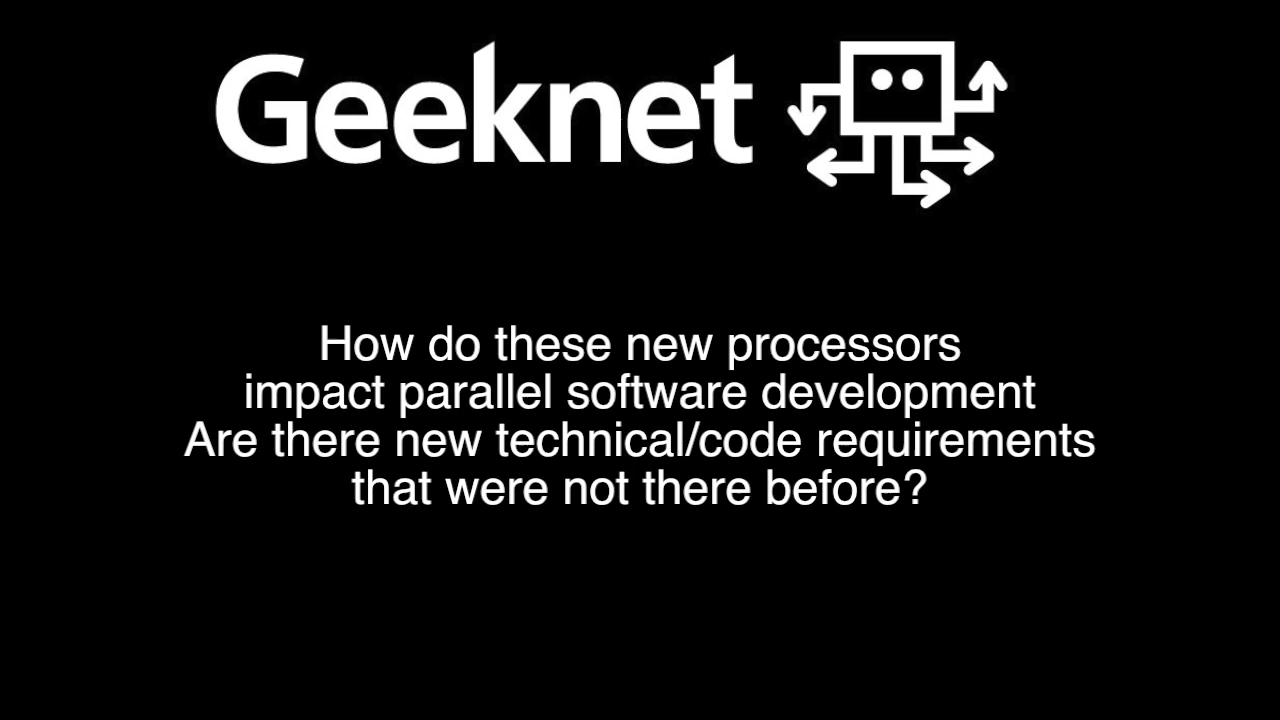 Geeknet
How do these new processors
impact parallel software development
Are there new technical/code requirements
that were not there before?